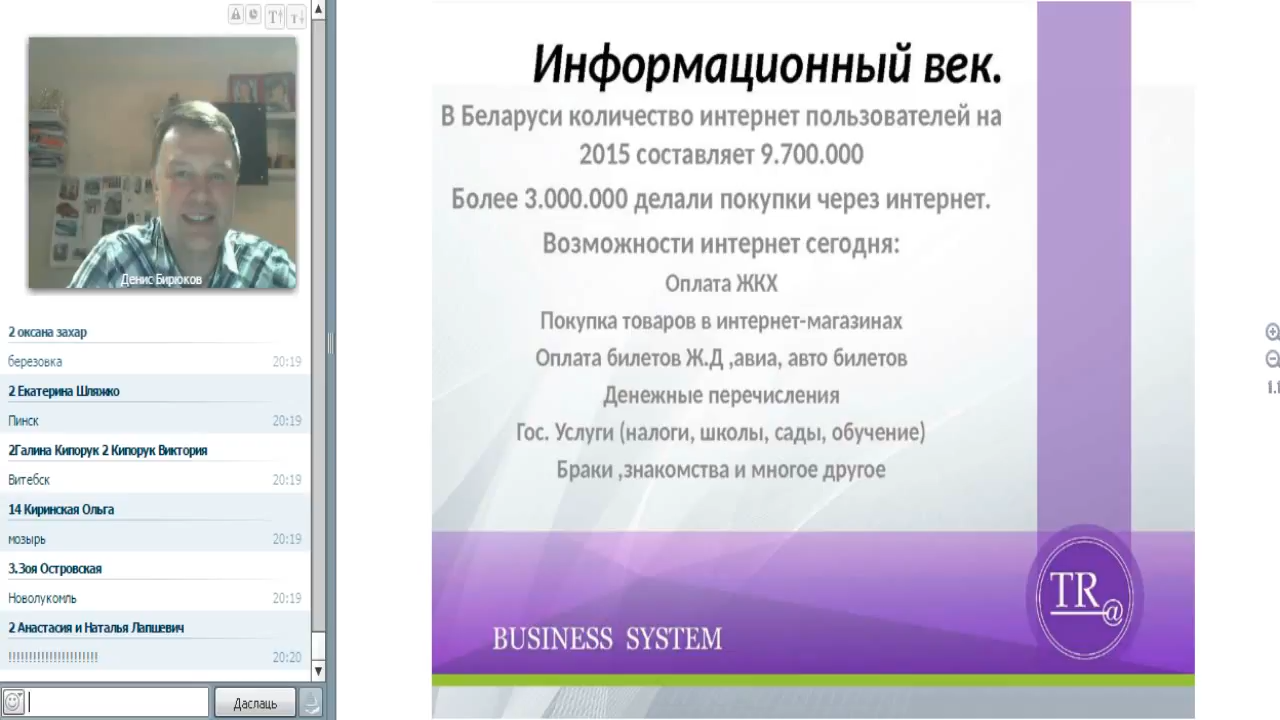 Денис Бирюков
2 оксана захар
березовка 20:19
2 Екатерина Шляжко
Пинск 20:19
2Галина Кипорук 2 Кипорук Виктория
Витебск 20:19
14 Киринская Ольга
мозырь 20:19
3.Зоя Островская
Новолукомль 20:19
2 Анастасия и Наталья Лапшевич
!!!!!!!!!!!!!!!!!!!!!! 20:20
Даслаць
Информационный век.
В Беларуси количество интернет пользователей на
2015 составляет 9.700.000
Более 3.000.000 делали покупки через интернет.
Возможности интернет сегодня:
Оплата ЖКХ
Покупка товаров в интернет-магазинах
Оплата билетов Ж.Д ,авиа, авто билетов
Денежные перечисления
Гос. Услуги (налоги, школы, сады, обучение)
Браки ,знакомства и многое другое
BUSINESS SYSTEM
TR@